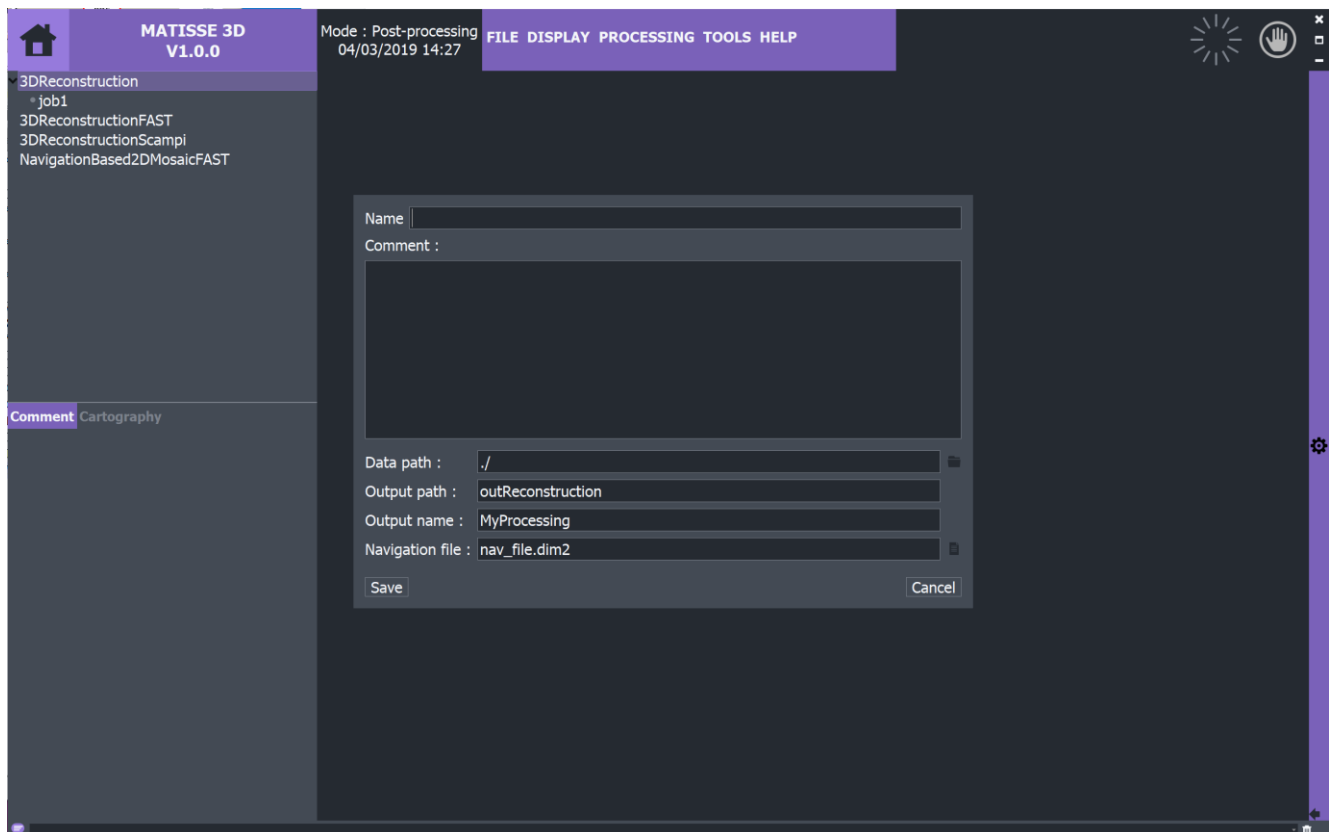 MATISSE 3D
V1.0.0
Mode : Post-processing
04/03/2019 14:27
FILE DISPLAY PROCESSING TOOLS HELP
3DReconstruction
job1
3DReconstructionFAST
3DReconstructionScampi
NavigationBased2DMosaicFAST
Comment Cartography
Name
Comment :
Data path : ./
Output path : outReconstruction
Output name : MyProcessing
Navigation file : nav_file.dim2
Save Cancel